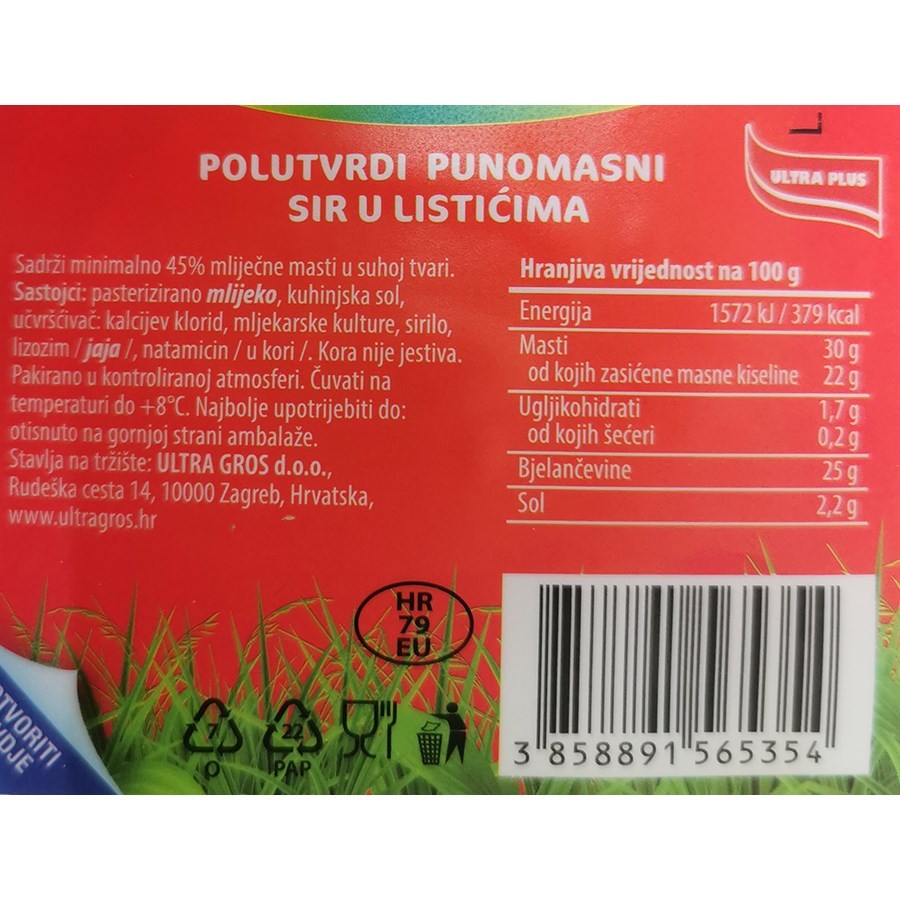 POLUTVRDI PUNOMASNI
SIR U LISTIĆIMA
ULTRA PLUS
Sadrži minimalno 45% mliječne masti u suhoj tvari.
Sastojci: pasterizirano mlijeko, kuhinjska sol,
učvršćivač: kalcijev klorid, mljekarske kulture, sirilo,
lizozim / jaja /, natamicin / u kori /. Kora nije jestiva.
Pakirano u kontroliranoj atmosferi. Čuvati na
temperaturi do +8°C. Najbolje upotrijebiti do:
otisnuto na gornjoj strani ambalaže.
Stavlja na tržište: ULTRA GROS d.o.o.,
Rudeška cesta 14, 10000 Zagreb, Hrvatska,
www.ultragros.hr
Hranjiva vrijednost na 100 g
Energija 1572 kJ / 379 kcal
Masti 30 g
od kojih zasićene masne kiseline 22 g
Ugljikohidrati 1,7 g
od kojih šećeri 0,2 g
Bjelančevine 25 g
Sol 2,2 g
HR
79
EU
7
O
22
PAP
3 858891 565354